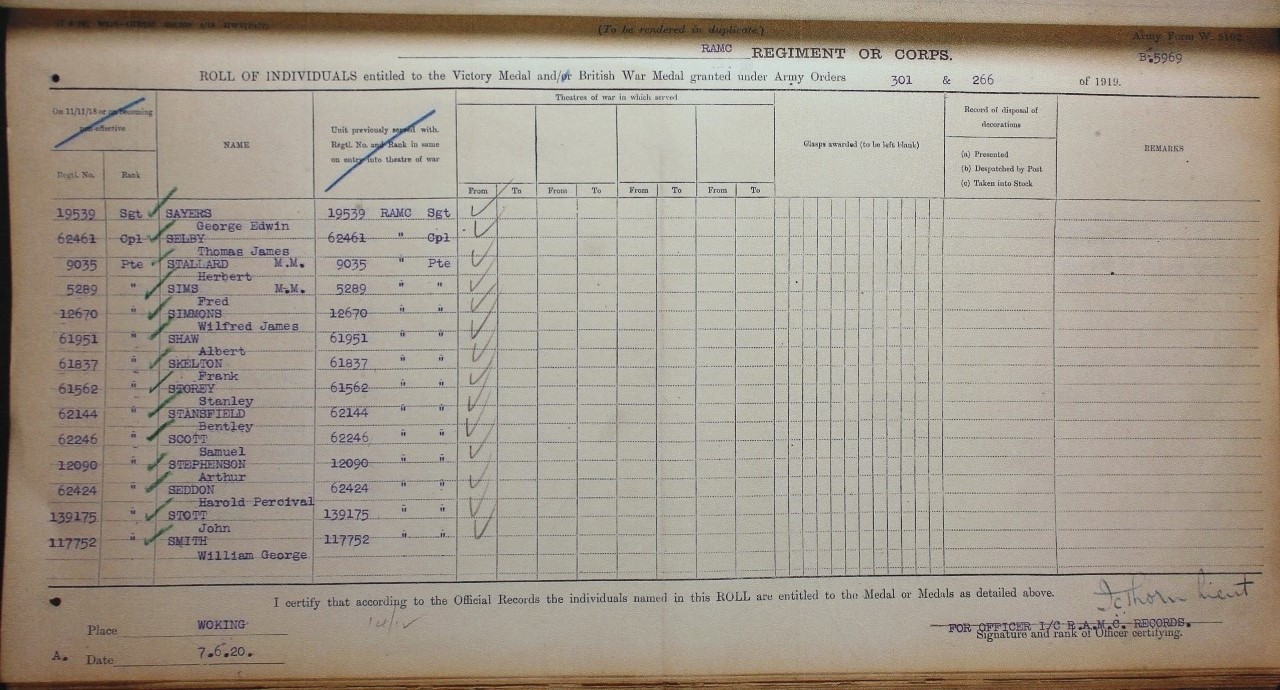 (To be rendered in duplicate.)
Army Form W. 5102
RAMC REGIMENT OR CORPS.
B.5969
ROLL OF INDIVIDUALS entitled to the Victory Medal and/or British War Medal granted under Army Orders 301 & 266 of 1919.
On 11/11/18 or on becoming non-effective
Regtl. No.
Rank
NAME
Unit previously served with. Regtl. No. and Rank in same on entry into theatre of war
Theatres of war in which served
From To From To From To From To
Clasps awarded (to be left blank)
Record of disposal of decorations
(a) Presented
(b) Despatched by Post
(c) Taken into Stock
REMARKS
19539 Sgt SAYERS 19539 RAMC Sgt
George Edwin
62461 Cpl SELBY 62461 " Cpl
Thomas James
9035 Pte STALLARD M.M. 9035 " Pte
Herbert
5289 " SIMS M.M. 5289 " "
Fred
12670 " SIMMONS 12670 " "
Wilfred James
61951 " SHAW 61951 " "
Albert
61837 " SKELTON 61837 " "
Frank
61562 " STOREY 61562 " "
Stanley
62144 " STANSFIELD 62144 " "
Bentley
62246 " SCOTT 62246 " "
Samuel
12090 " STEPHENSON 12090 " "
Arthur
62424 " SEDDON 62424 " "
Harold Percival
139175 " STOTT 139175 " "
John
117752 " SMITH 117752 " "
William George
I certify that according to the Official Records the individuals named in this ROLL are entitled to the Medal or Medals as detailed above.
Thorn Lieut
Place WOKING
FOR OFFICER I/C R.A.M.C. RECORDS.
Signature and rank of Officer certifying.
A. Date 7.6.20.